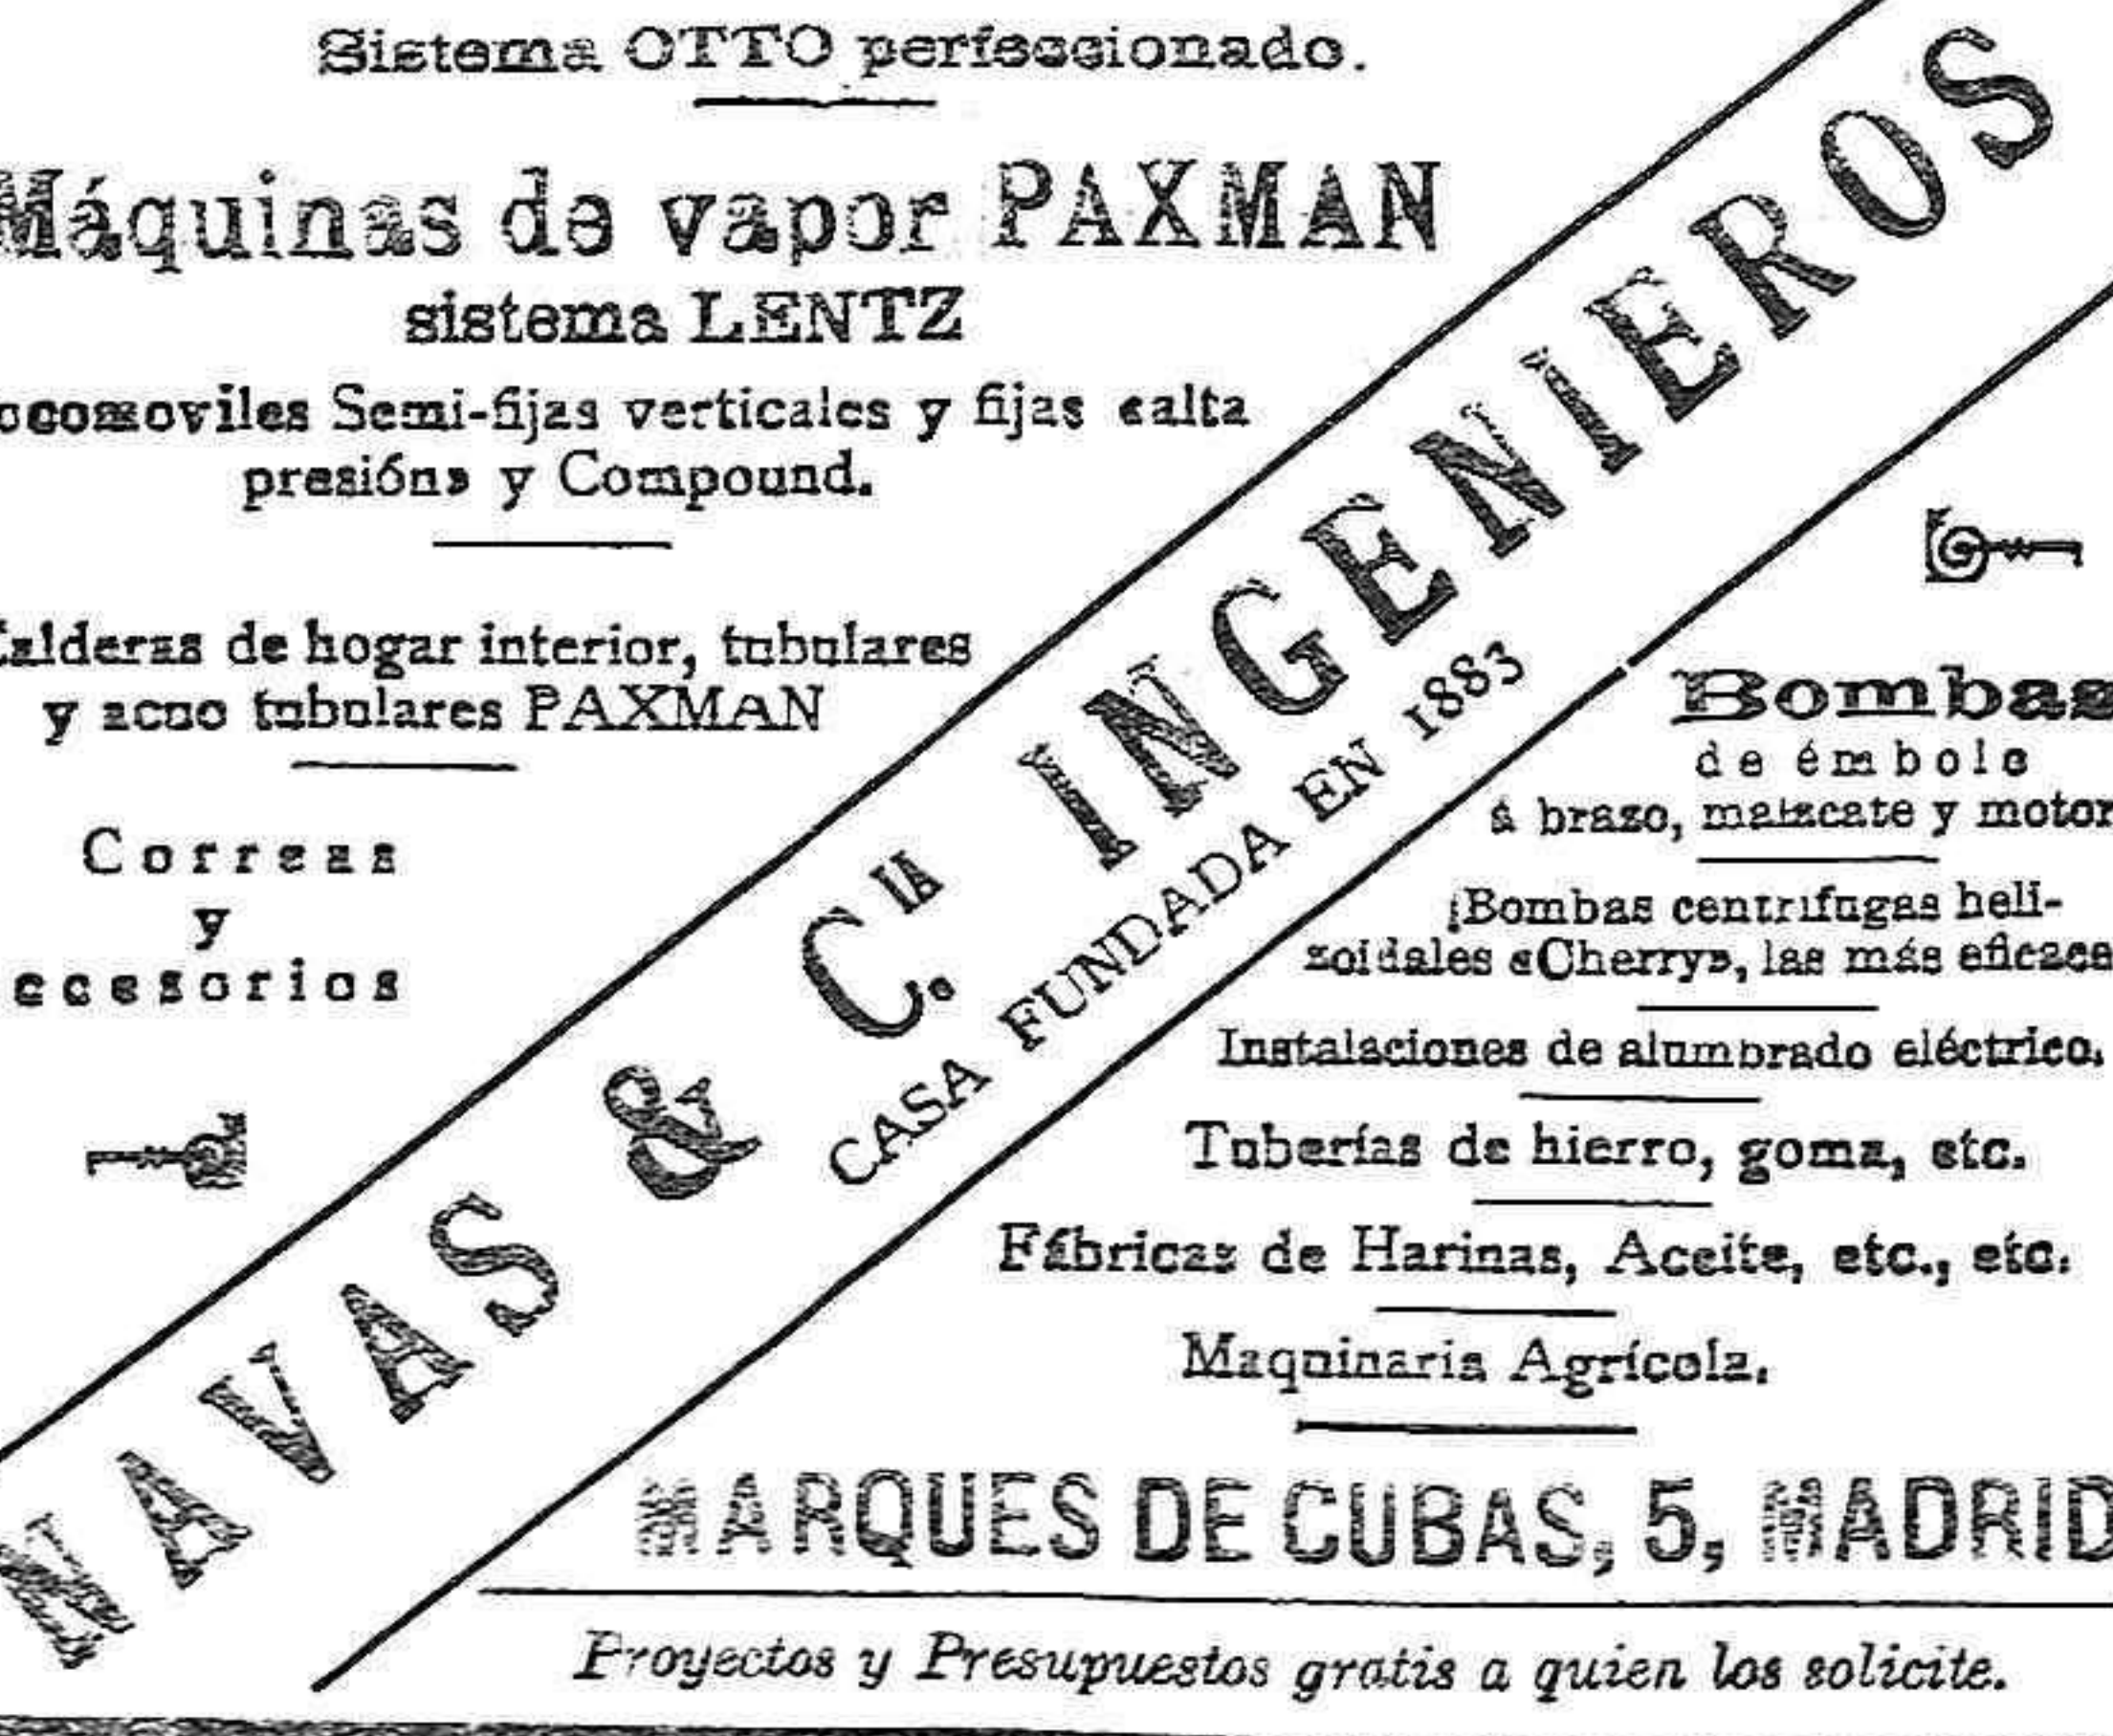 Sistema OTTO perfeccionado.
Máquinas de vapor PAXMAN
sistema LENTZ
ocomoviles Semi-fijas verticales y fijas «alta
presión» y Compound.
Calderas de hogar interior, tubulares
y acuo tubulares PAXMAN
Correas
y
ccesorios
NAVAS & Cᴵᴬ. INGENIEROS
CASA FUNDADA EN 1883
Bombas
de émbolo
á brazo, malacate y motor
¡Bombas centrífugas heli-
zoidales «Cherry», las más eficace
Instalaciones de alumbrado eléctrico.
Tuberías de hierro, goma, etc.
Fábricas de Harinas, Aceite, etc., etc.
Maquinaria Agrícola.
MARQUES DE CUBAS, 5, MADRID
Proyectos y Presupuestos gratis a quien los solicite.